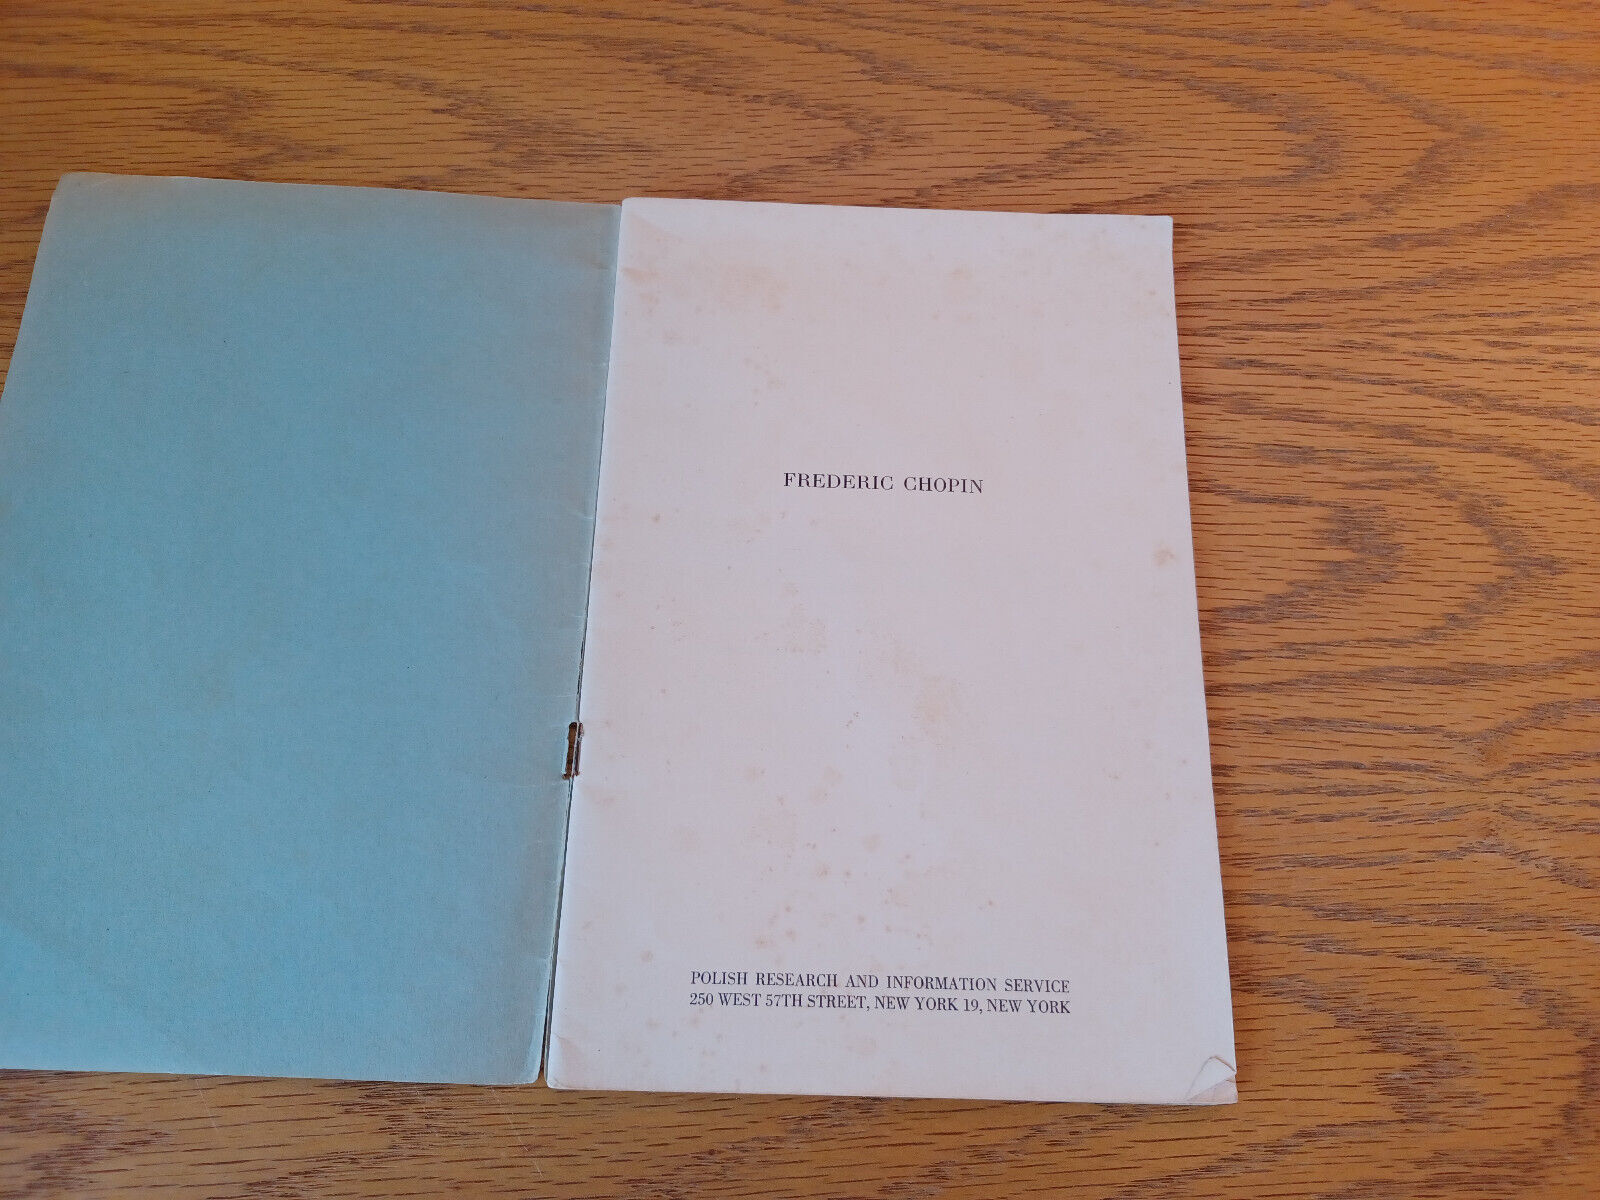 FREDERIC CHOPIN
POLISH RESEARCH AND INFORMATION SERVICE
250 WEST 57TH STREET, NEW YORK 19, NEW YORK